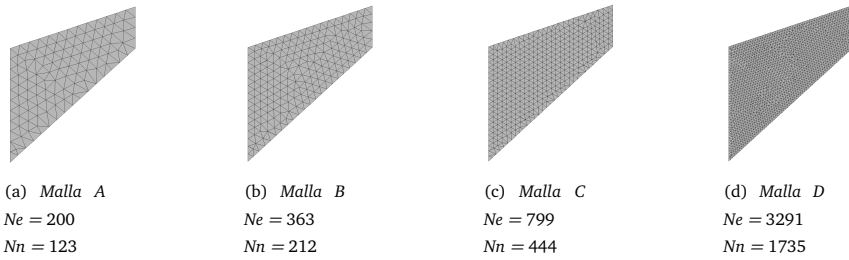 (a) Malla A
Ne = 200
Nn = 123
(b) Malla B
Ne = 363
Nn = 212
(c) Malla C
Ne = 799
Nn = 444
(d) Malla D
Ne = 3291
Nn = 1735